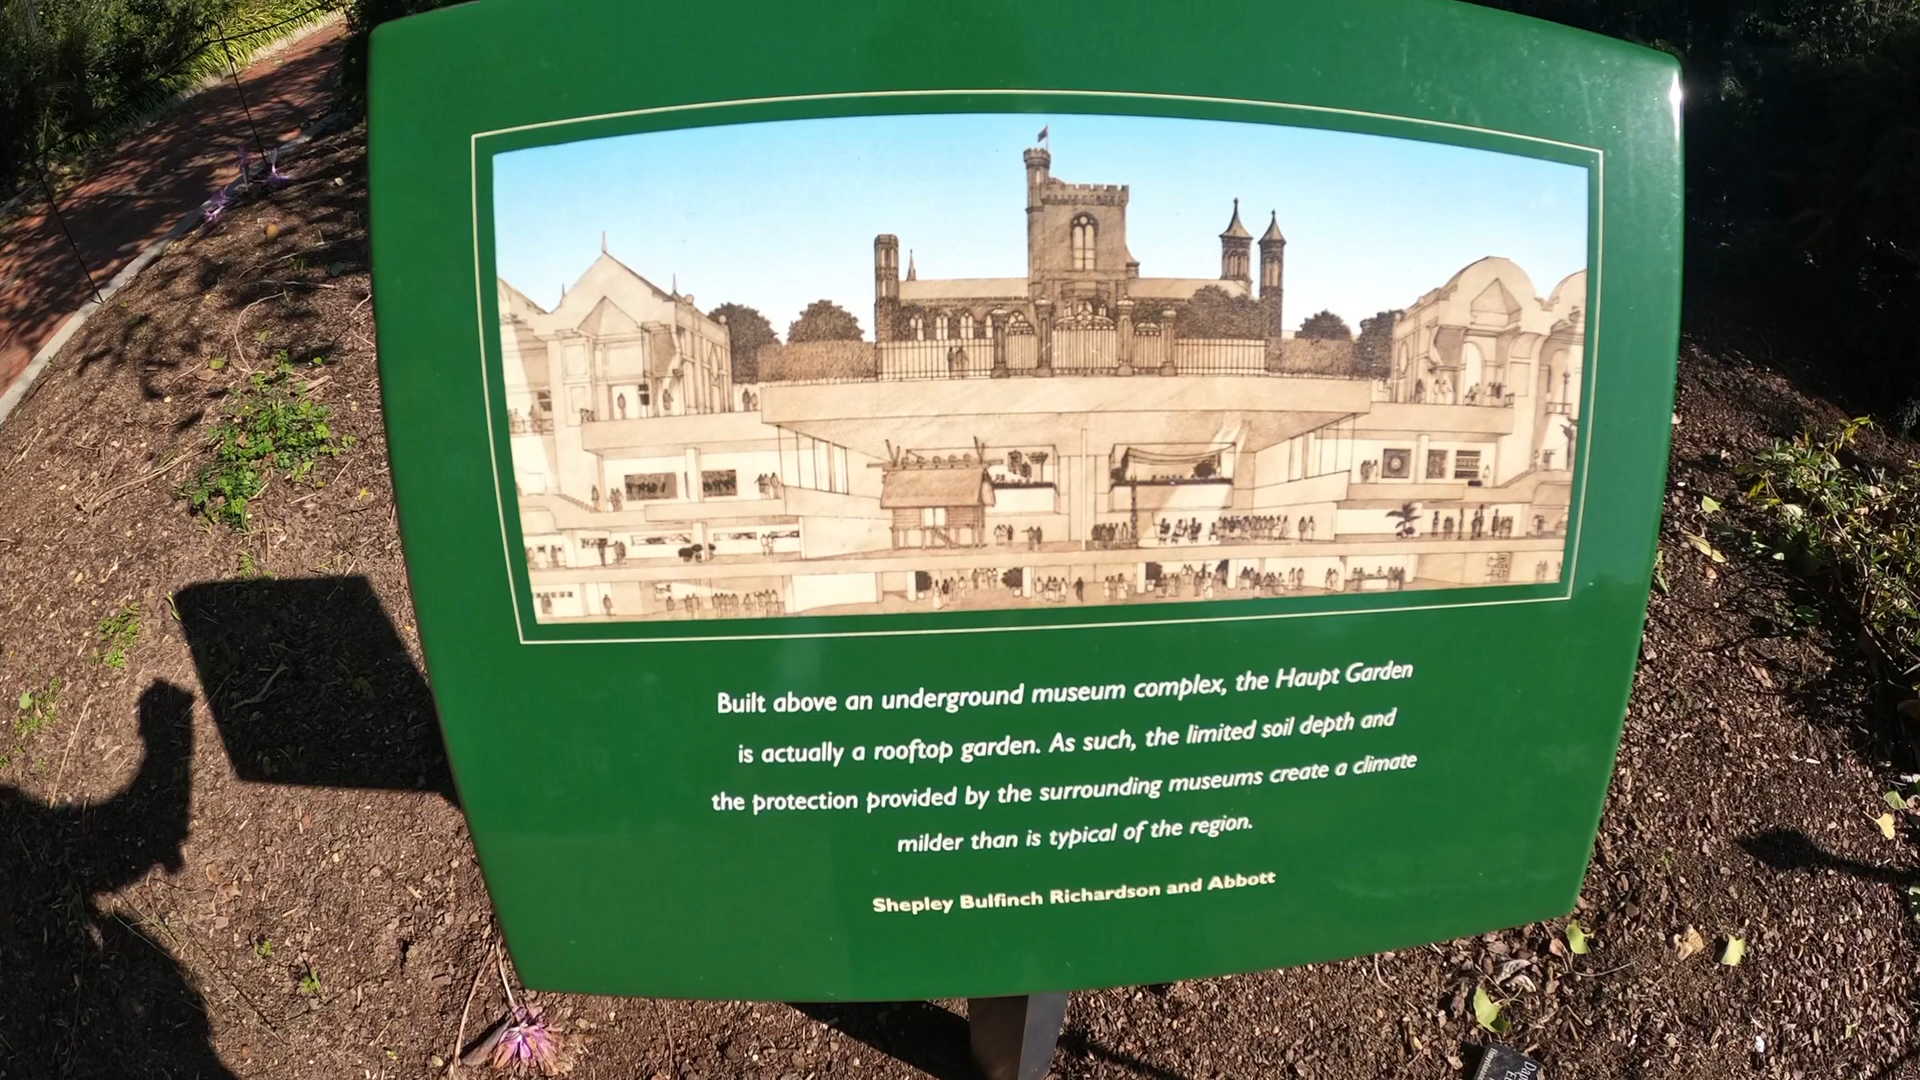 Built above an underground museum complex, the Haupt Garden
is actually a rooftop garden. As such, the limited soil depth and
the protection provided by the surrounding museums create a climate
milder than is typical of the region.
Shepley Bulfinch Richardson and Abbott